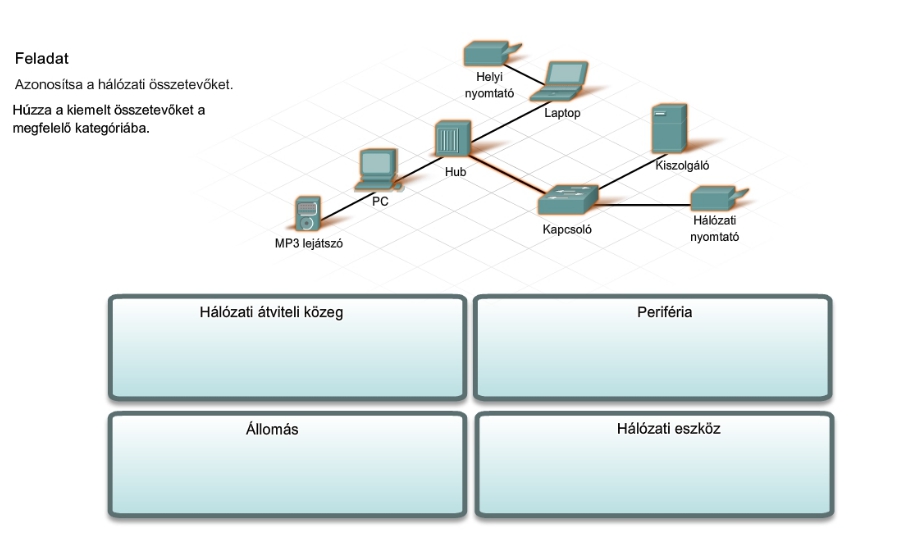 Feladat
Azonosítsa a hálózati összetevőket.
Húzza a kiemelt összetevőket a
megfelelő kategóriába.
Helyi
nyomtató
Laptop
Hub
Kiszolgáló
PC
Kapcsoló
Hálózati
nyomtató
MP3 lejátszó
Hálózati átviteli közeg
Periféria
Állomás
Hálózati eszköz